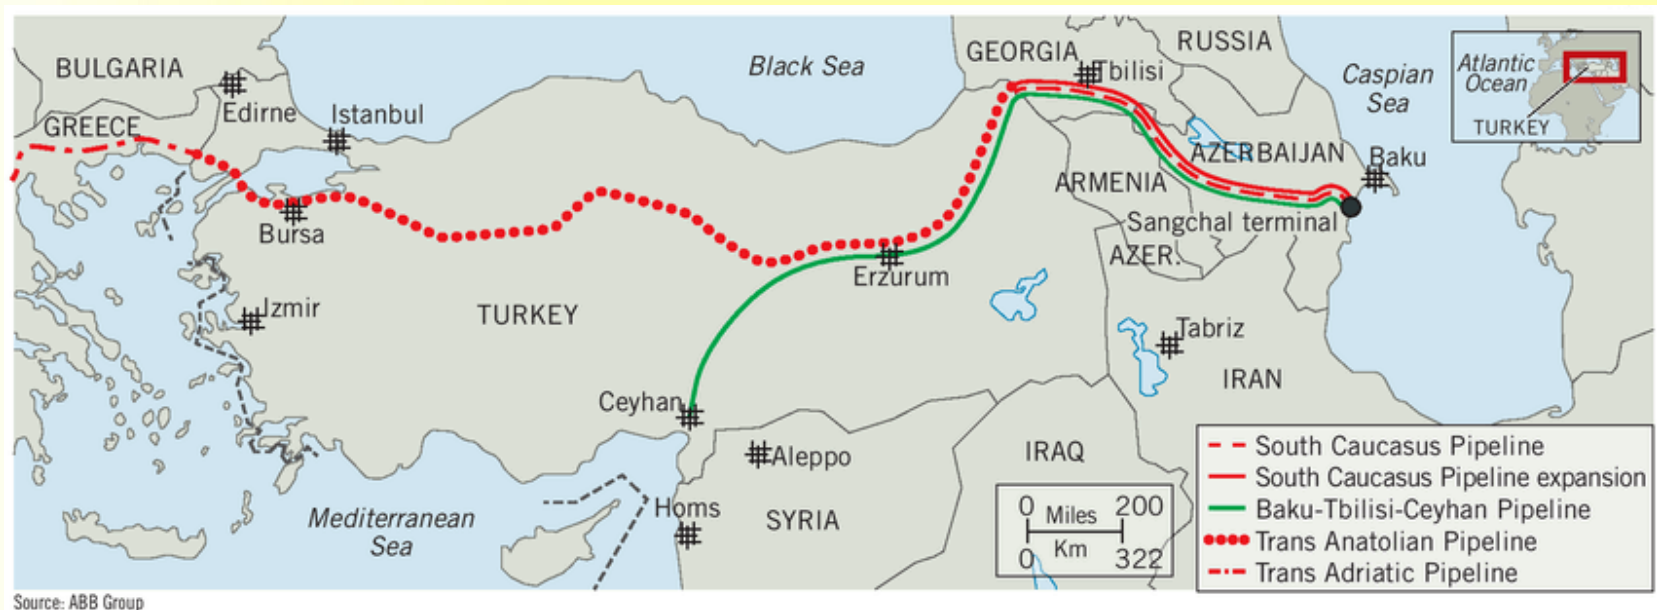 BULGARIA
Edirne
GREECE
Istanbul
Bursa
Izmir
TURKEY
Black Sea
GEORGIA
Tbilisi
RUSSIA
Caspian
Sea
Atlantic
Ocean
TURKEY
AZERBAIJAN
Baku
ARMENIA
Sangchal terminal
AZER.
Erzurum
Tabriz
IRAN
Ceyhan
Aleppo
IRAQ
Homs
SYRIA
Mediterranean
Sea
0 Miles 200
Km
0 322
South Caucasus Pipeline
South Caucasus Pipeline expansion
Baku-Tbilisi-Ceyhan Pipeline
Trans Anatolian Pipeline
Trans Adriatic Pipeline
Source: ABB Group